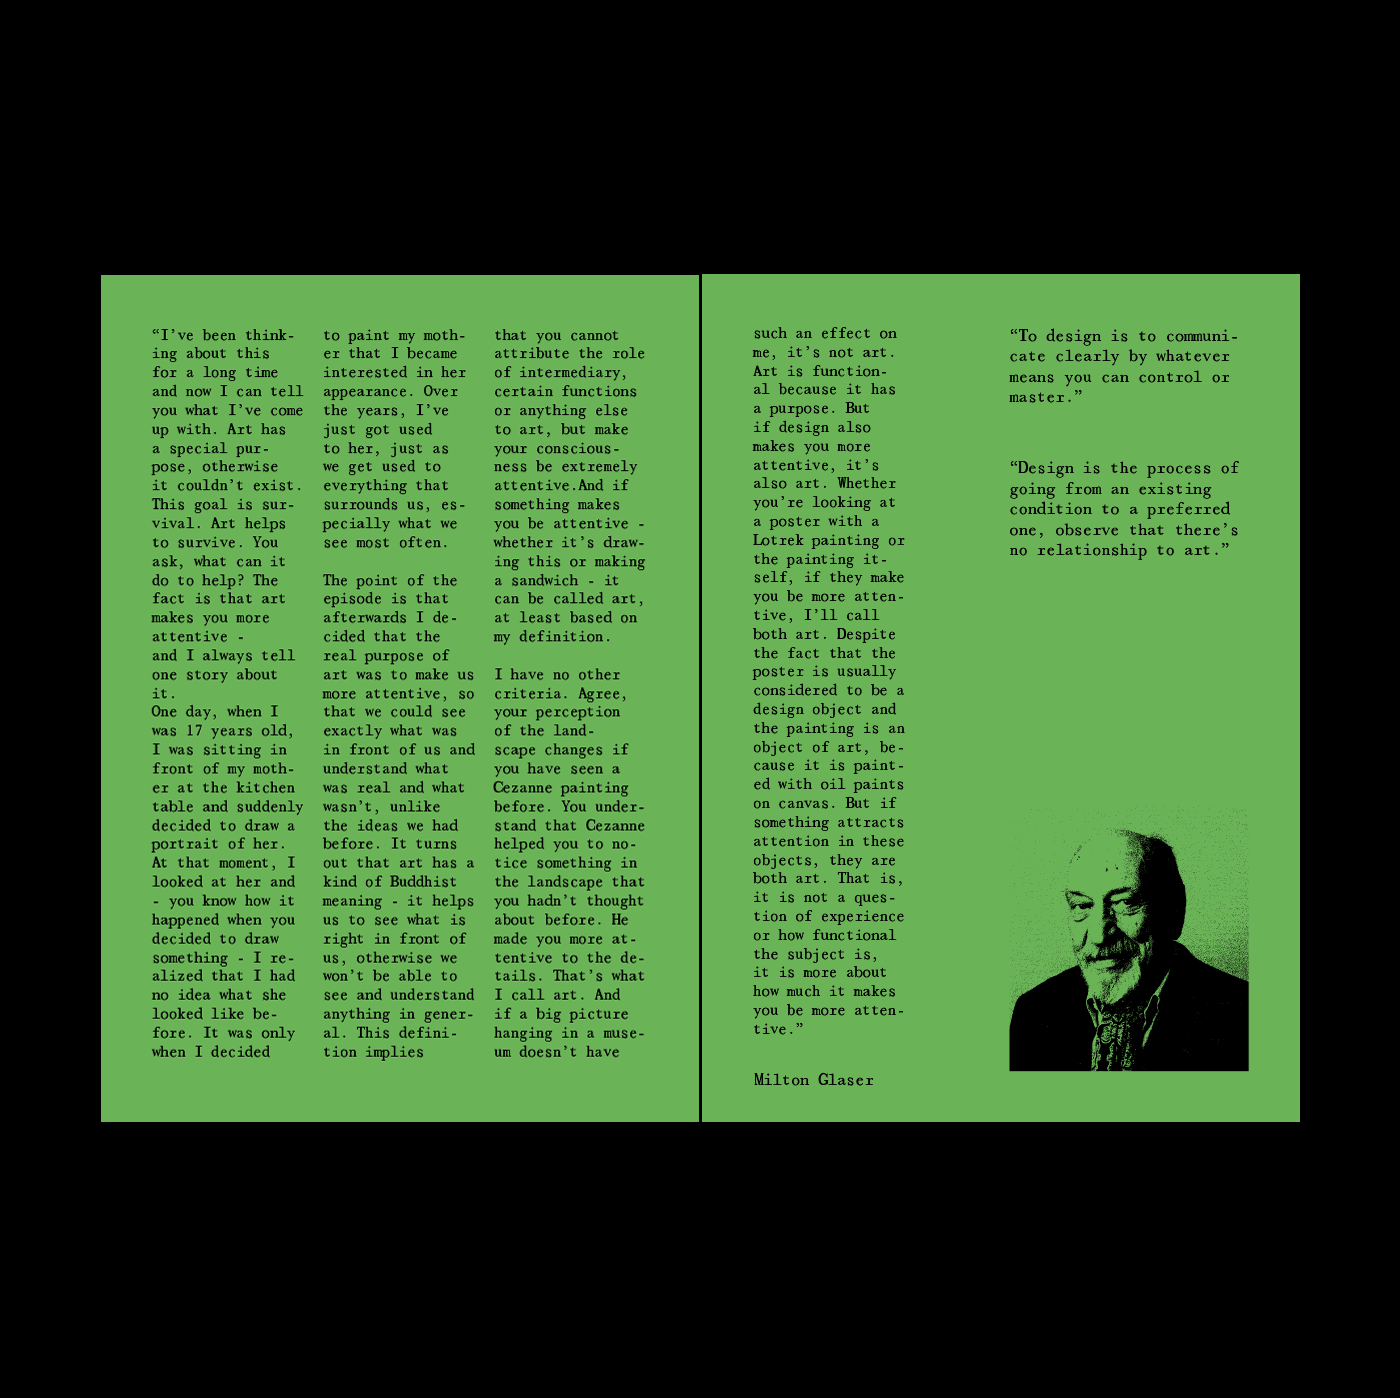 “I’ve been think-
ing about this
for a long time
and now I can tell
you what I’ve come
up with. Art has
a special pur-
pose, otherwise
it couldn’t exist.
This goal is sur-
vival. Art helps
to survive. You
ask, what can it
do to help? The
fact is that art
makes you more
attentive -
and I always tell
one story about
it.
One day, when I
was 17 years old,
I was sitting in
front of my moth-
er at the kitchen
table and suddenly
decided to draw a
portrait of her.
At that moment, I
looked at her and
- you know how it
happened when you
decided to draw
something - I re-
alized that I had
no idea what she
looked like be-
fore. It was only
when I decided
to paint my moth-
er that I became
interested in her
appearance. Over
the years, I’ve
just got used
to her, just as
we get used to
everything that
surrounds us, es-
pecially what we
see most often.
The point of the
episode is that
afterwards I de-
cided that the
real purpose of
art was to make us
more attentive, so
that we could see
exactly what was
in front of us and
understand what
was real and what
wasn’t, unlike
the ideas we had
before. It turns
out that art has a
kind of Buddhist
meaning - it helps
us to see what is
right in front of
us, otherwise we
won’t be able to
see and understand
anything in gener-
al. This defini-
tion implies
that you cannot
attribute the role
of intermediary,
certain functions
or anything else
to art, but make
your conscious-
ness be extremely
attentive.And if
something makes
you be attentive -
whether it’s draw-
ing this or making
a sandwich - it
can be called art,
at least based on
my definition.
I have no other
criteria. Agree,
your perception
of the land-
scape changes if
you have seen a
Cezanne painting
before. You under-
stand that Cezanne
helped you to no-
tice something in
the landscape that
you hadn’t thought
about before. He
made you more at-
tentive to the de-
tails. That’s what
I call art. And
if a big picture
hanging in a muse-
um doesn’t have
such an effect on
me, it’s not art.
Art is function-
al because it has
a purpose. But
if design also
makes you more
attentive, it’s
also art. Whether
you’re looking at
a poster with a
Lotrek painting or
the painting it-
self, if they make
you be more atten-
tive, I’ll call
both art. Despite
the fact that the
poster is usually
considered to be a
design object and
the painting is an
object of art, be-
cause it is paint-
ed with oil paints
on canvas. But if
something attracts
attention in these
objects, they are
both art. That is,
it is not a ques-
tion of experience
or how functional
the subject is,
it is more about
how much it makes
you be more atten-
tive.”
Milton Glaser
“To design is to communi-
cate clearly by whatever
means you can control or
master.”
“Design is the process of
going from an existing
condition to a preferred
one, observe that there’s
no relationship to art.”